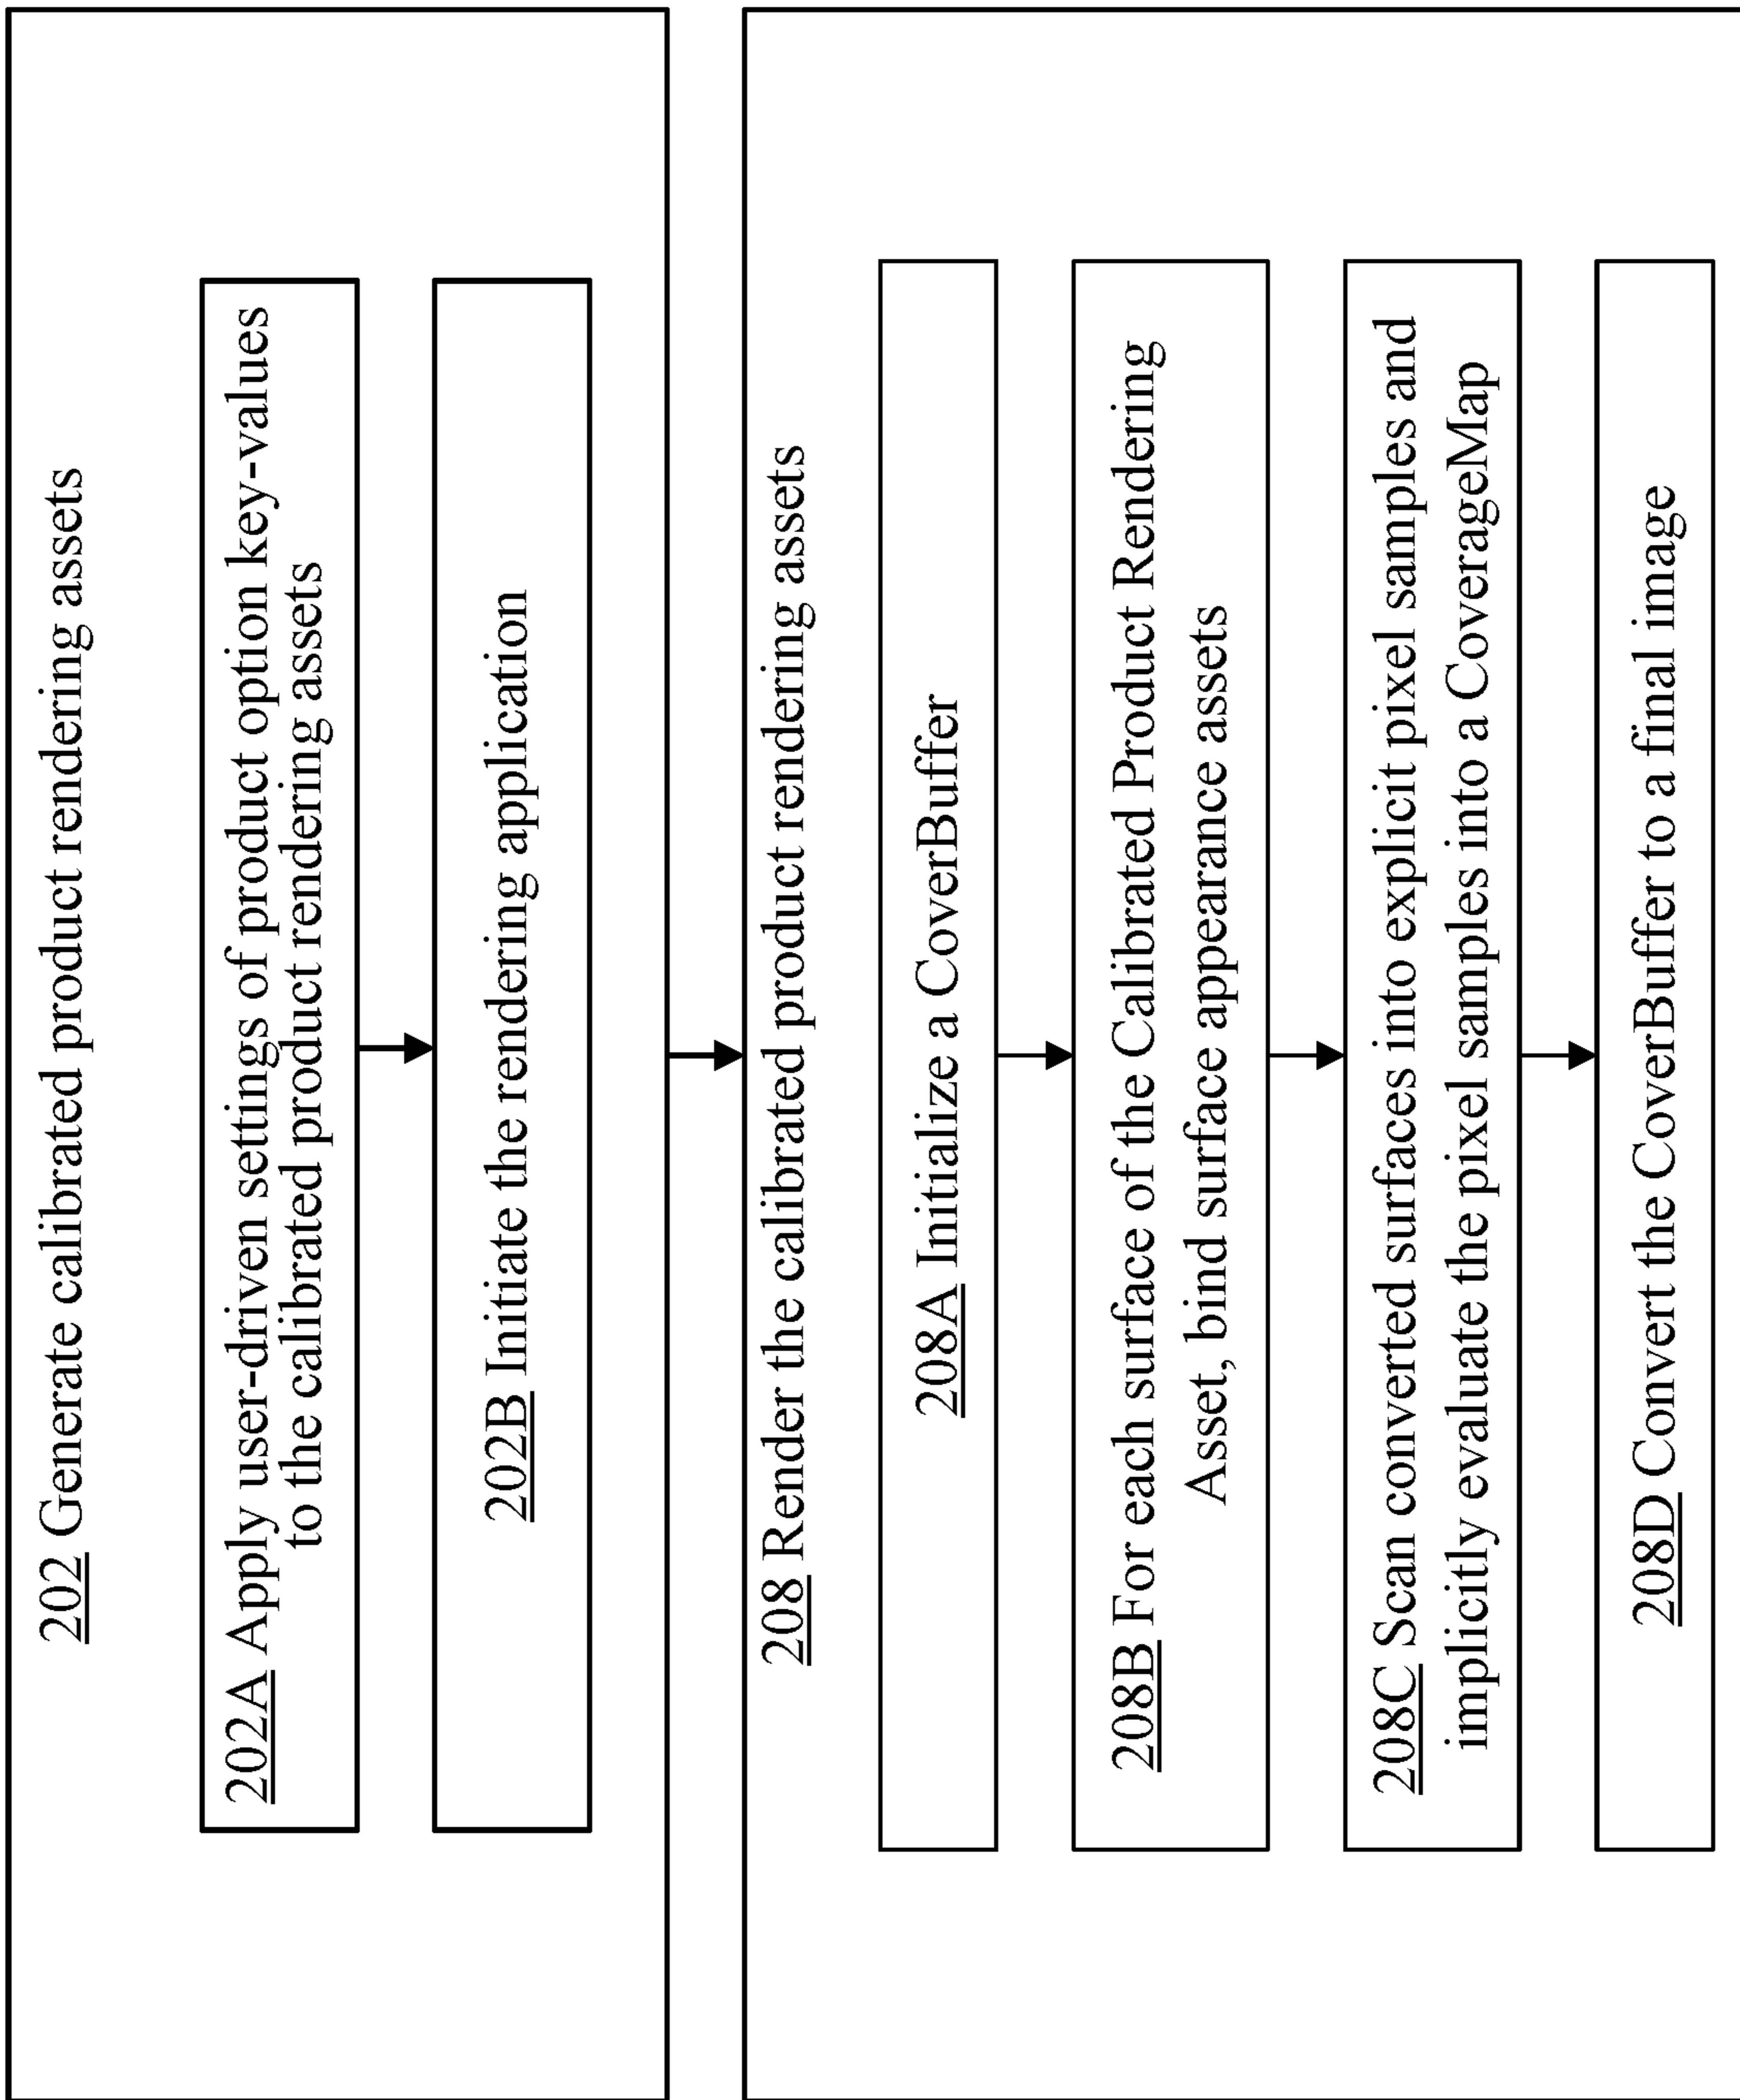 202 Generate calibrated product rendering assets
202A Apply user-driven settings of product option key-values
to the calibrated product rendering assets
202B Initiate the rendering application
208 Render the calibrated product rendering assets
208A Initialize a CoverBuffer
208B For each surface of the Calibrated Product Rendering
Asset, bind surface appearance assets
208C Scan converted surfaces into explicit pixel samples and
implicitly evaluate the pixel samples into a CoverageMap
208D Convert the CoverBuffer to a final image